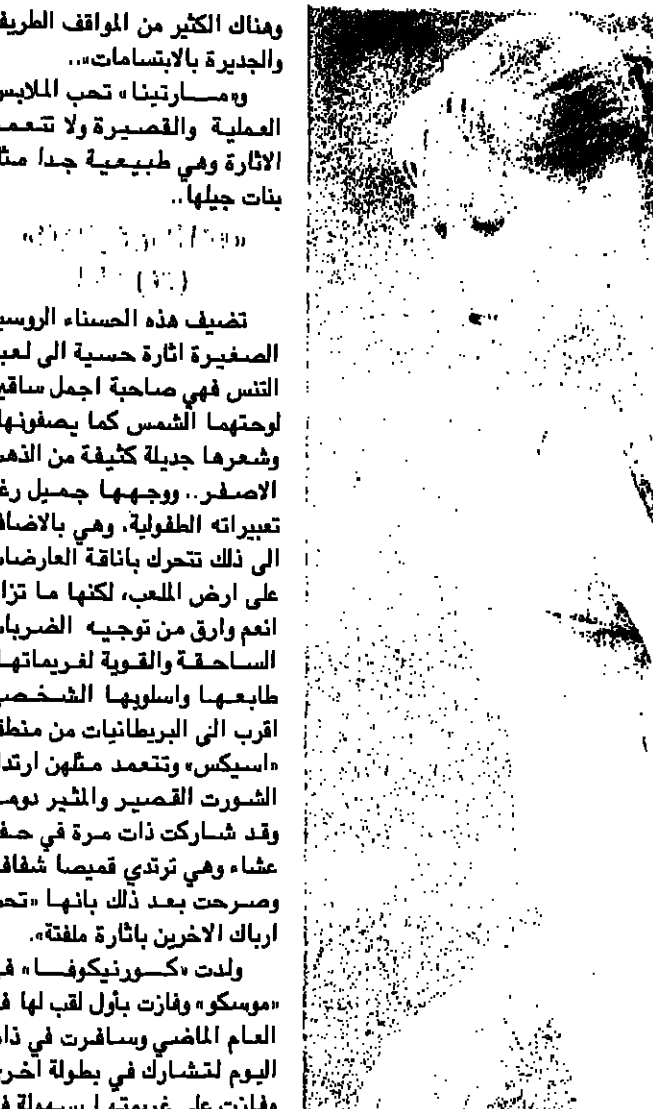 وهناك الكثير من المواقف الطريفة
والجديرة بالابتسامات»..
و«مـــارتينا» تحب الملابس
العملية والقصيرة ولا تتعمد
الاثارة وهي طبيعية جدا مثل
بنات جيلها..
تضيف هذه الحسناء الروسية
الصغيرة اثارة حسية الى لعبة
التنس فهي صاحبة اجمل ساقين
لوحتهما الشمس كما يصفونها
وشعرها جديلة كثيفة من الذهب
الاصفر.. ووجهها جميل رغم
تعبيراته الطفولية، وهي بالاضافة
الى ذلك تتحرك باناقة العارضات
على ارض الملعب، لكنها ما تزال
انعم وارق من توجيه الضربات
الساحقة والقوية لغريماتها
طابعها واسلوبها الشخصي
اقرب الى البريطانيات من منطقة
«اسيكس» وتتعمد مثلهن ارتداء
الشورت القصير والمثير دوما
وقد شاركت ذات مرة في حفل
عشاء وهي ترتدي قميصا شفافا
وصرحت بعد ذلك بانها «تحب
ارباك الاخرين باثارة ملفتة».
ولدت «كـــورنيكوفـــا» في
«موسكو» وفازت بأول لقب لها في
العام الماضي وسافرت في ذات
اليوم لتشارك في بطولة اخرى
وفازت على غريمتها بسهولة في